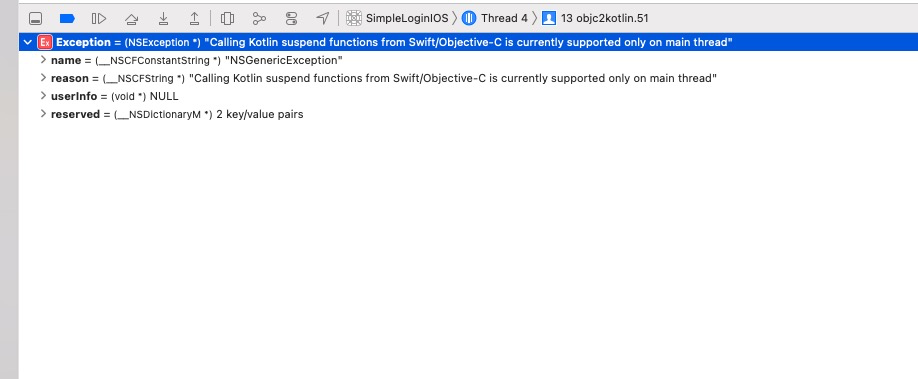 SimpleLoginIOS Thread 4 13 objc2kotlin.51
Ex Exception = (NSException *) "Calling Kotlin suspend functions from Swift/Objective-C is currently supported only on main thread"
name = (__NSCFConstantString *) "NSGenericException"
reason = (__NSCFString *) "Calling Kotlin suspend functions from Swift/Objective-C is currently supported only on main thread"
userInfo = (void *) NULL
reserved = (__NSDictionaryM *) 2 key/value pairs